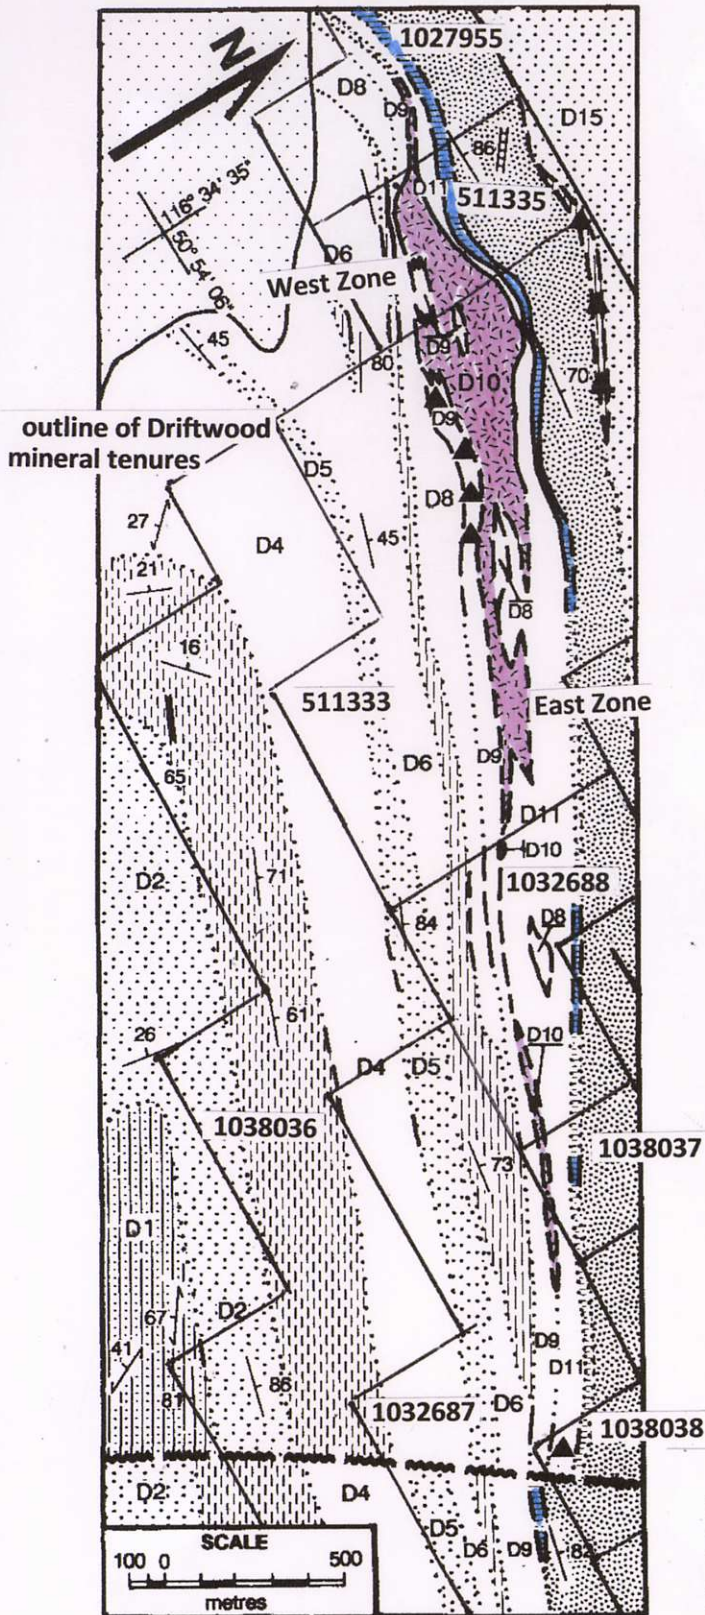 N
1027955
D8
D9
D15
86
D11
511335
116° 34' 35"
50° 54' 06"
D6
West Zone
45
80
D9
D10
70
outline of Driftwood
mineral tenures
D9
D5
D8
27
D4
45
21
D8
16
511333
East Zone
65
D6
D9
D11
D10
D2
71
1032688
84
D8
61
26
D10
D4
D5
1038036
1038037
73
D1
67
D2
D9
41
D11
81
86
1032687
D6
1038038
D2
D4
D5
D6
D9
82
SCALE
100 0 500
metres